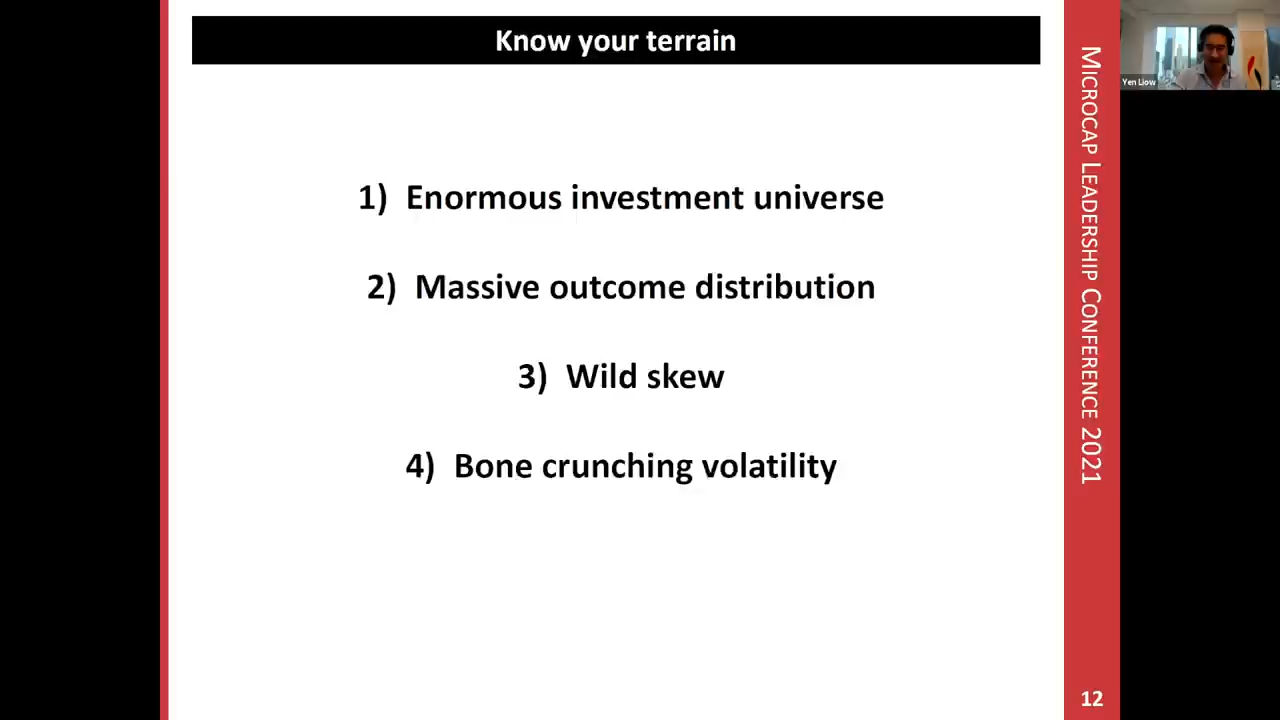 Know your terrain
1) Enormous investment universe
2) Massive outcome distribution
3) Wild skew
4) Bone crunching volatility
MICROCAP LEADERSHIP CONFERENCE 2021
12
Yen Liow